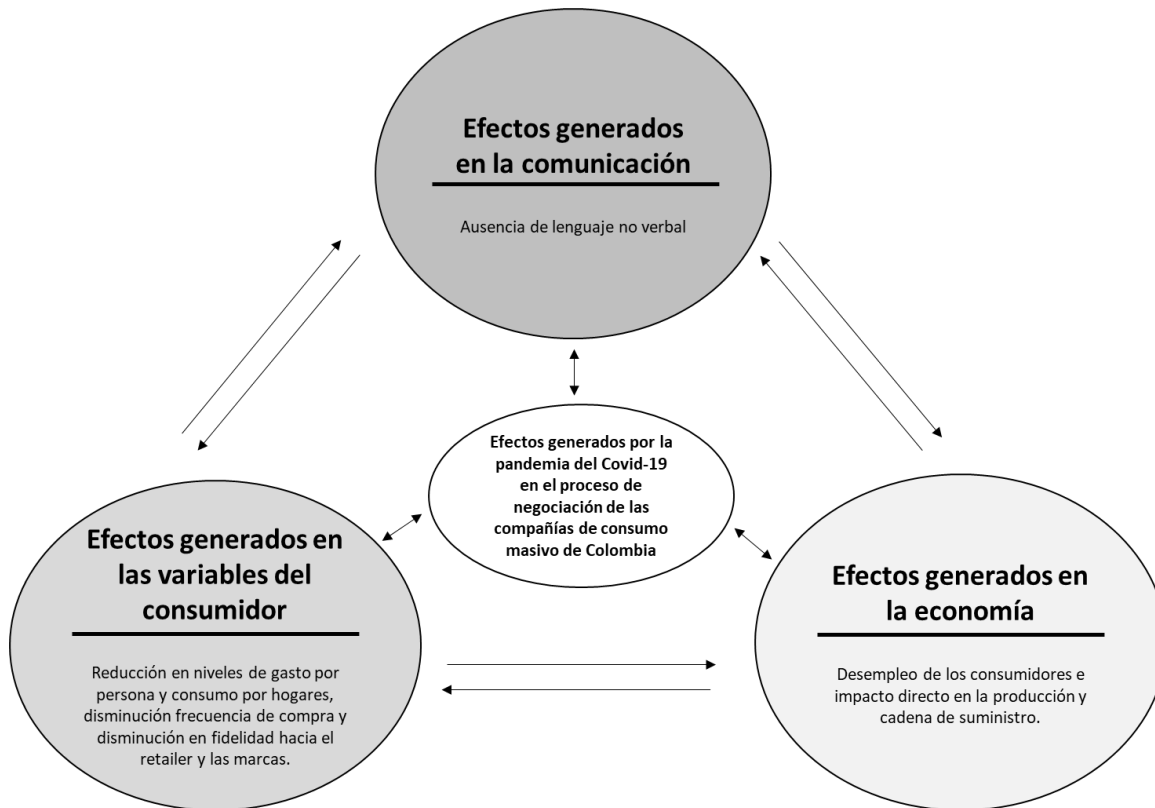 Efectos generados
en la comunicación
Ausencia de lenguaje no verbal
Efectos generados por la
pandemia del Covid-19
en el proceso de
negociación de las
compañías de consumo
masivo de Colombia
Efectos generados en
las variables del
consumidor
Reducción en niveles de gasto por
persona y consumo por hogares,
disminución frecuencia de compra y
disminución en fidelidad hacia el
retailer y las marcas.
Efectos generados en
la economía
Desempleo de los consumidores e
impacto directo en la producción y
cadena de suministro.